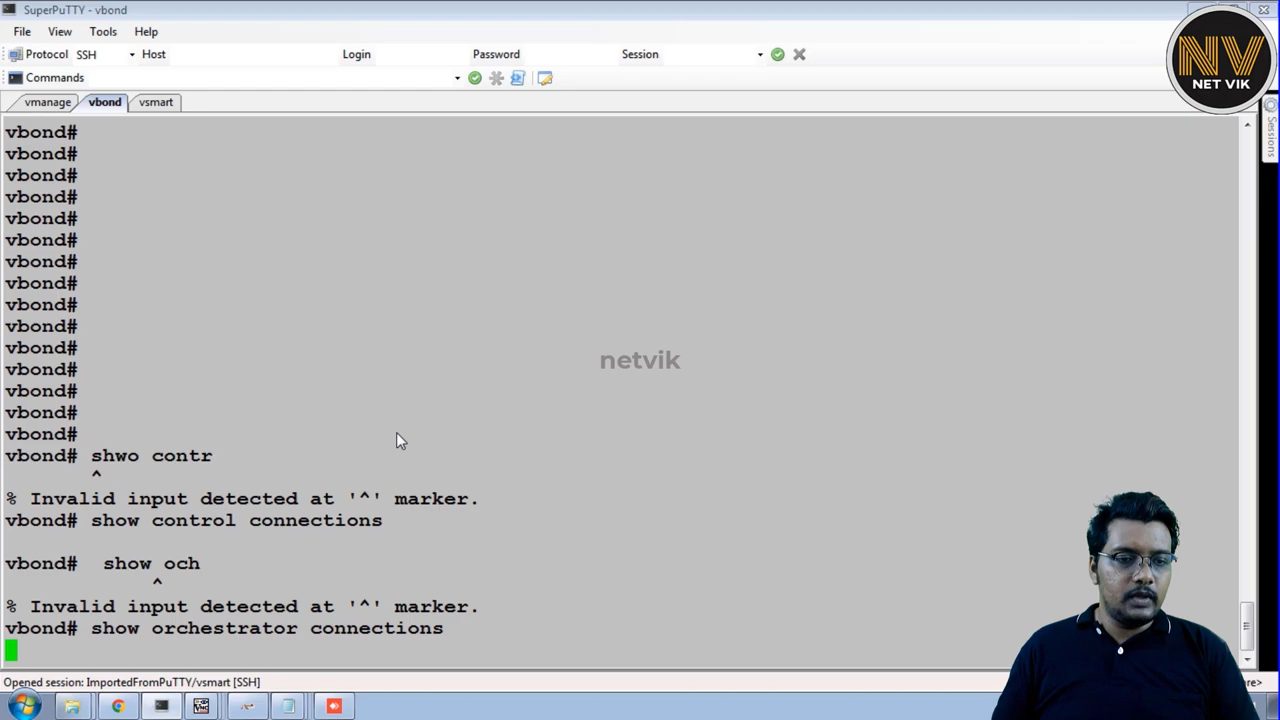 SuperPuTTY - vbond
File View Tools Help
Protocol SSH Host Login Password Session
Commands
NV
NET VIK
vmanage vbond vsmart
Sessions
vbond#
vbond#
vbond#
vbond#
vbond#
vbond#
vbond#
vbond#
vbond#
vbond#
vbond#
netvik
vbond#
vbond#
vbond#
vbond#
vbond# shwo contr
^
% Invalid input detected at '^' marker.
vbond# show control connections
vbond#  show och
^
% Invalid input detected at '^' marker.
vbond# show orchestrator connections
Opened session: ImportedFromPuTTY/vsmart [SSH]